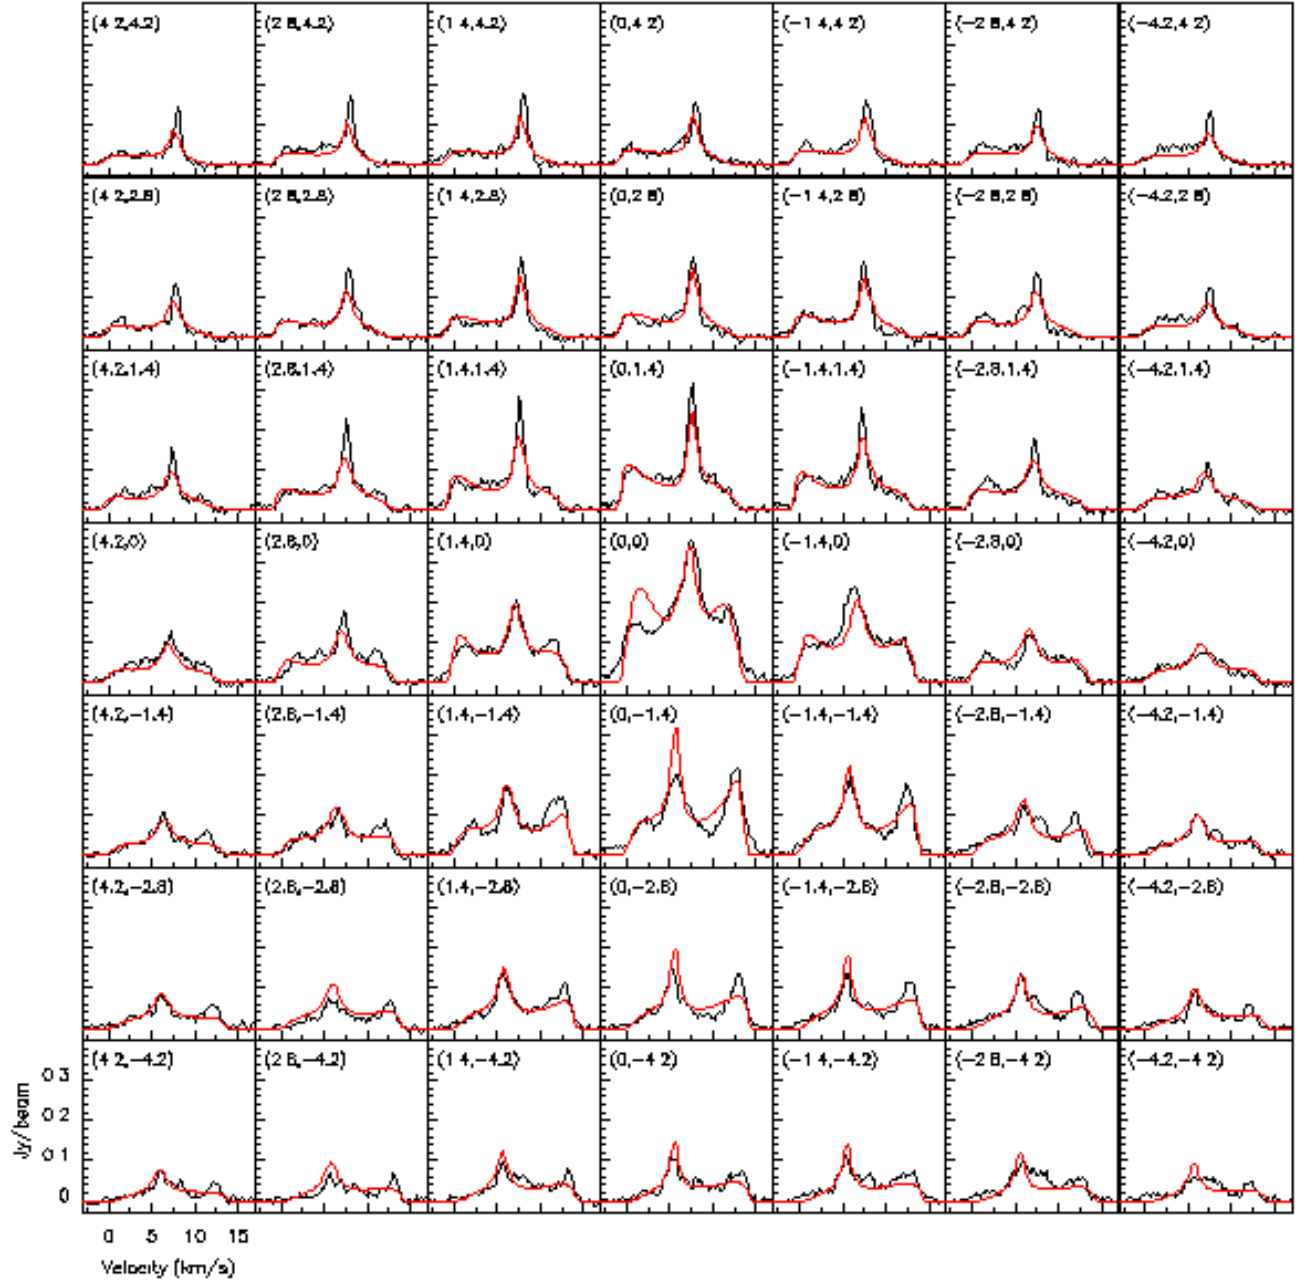 (4 2,4.2) (2 8,4.2) (1 4,4.2) (0,4 2) (-1 4,4 2) (-2 8,4 2) (-4.2,4 2)
(4 2,2.8) (2 8,2.8) (1 4,2.8) (0,2 8) (-1 4,2 8) (-2 8,2 8) (-4.2,2 8)
(4.2,1.4) (2.8,1.4) (1.4,1.4) (0,1.4) (-1.4,1.4) (-2.8,1.4) (-4.2,1.4)
(4.2,0) (2.8,0) (1.4,0) (0,0) (-1.4,0) (-2.8,0) (-4.2,0)
(4.2,-1.4) (2.8,-1.4) (1.4,-1.4) (0,-1.4) (-1.4,-1.4) (-2.8,-1.4) (-4.2,-1.4)
(4.2,-2.8) (2.8,-2.8) (1.4,-2.8) (0,-2.8) (-1.4,-2.8) (-2.8,-2.8) (-4.2,-2.8)
(4 2,-4.2) (2 8,-4.2) (1 4,-4.2) (0,-4 2) (-1 4,-4.2) (-2 8,-4 2) (-4.2,-4 2)
0 3
0 2
0 1
0
Jy/beam
0 5 10 15
Velocity (km/s)